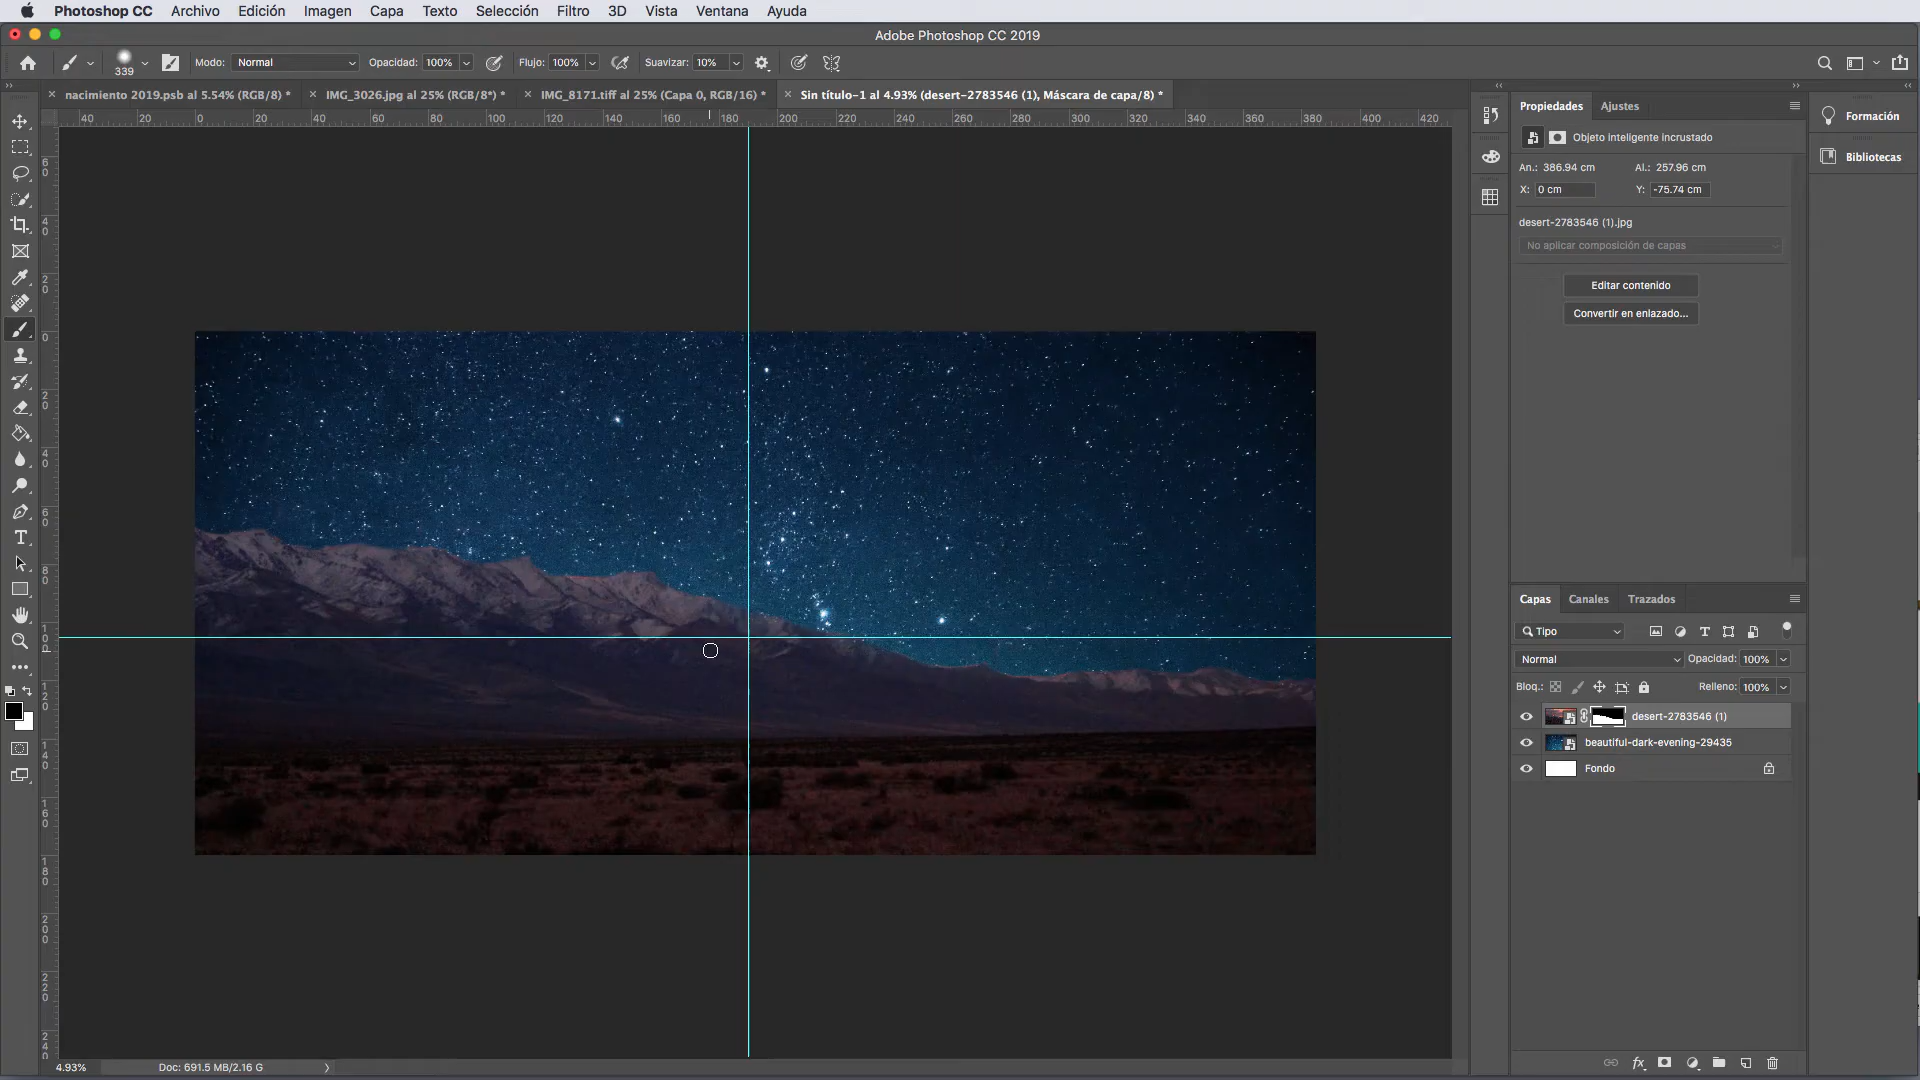 Photoshop CC Archivo Edición Imagen Capa Texto Selección Filtro 3D Vista Ventana Ayuda
Adobe Photoshop CC 2019
339 Modo: Normal Opacidad: 100% Flujo: 100% Suavizar: 10%
nacimiento 2019.psb al 5.54% (RGB/8) * IMG_3026.jpg al 25% (RGB/8*) * IMG_8171.tiff al 25% (Capa 0, RGB/16) * Sin título-1 al 4.93% (desert-2783546 (1), Máscara de capa/8) *
40 20 0 20 40 60 80 100 120 140 160 180 200 220 240 260 280 300 320 340 360 380 400 420
60
40
20
0
20
40
60
80
100
120
140
160
180
200
220
240
Propiedades Ajustes
Objeto inteligente incrustado
An.: 386.94 cm Al.: 257.96 cm
X: 0 cm Y: -75.74 cm
desert-2783546 (1).jpg
No aplicar composición de capas
Editar contenido
Convertir en enlazado...
Formación
Bibliotecas
Capas Canales Trazados
Tipo
Normal Opacidad: 100%
Bloq.: Relleno: 100%
desert-2783546 (1)
beautiful-dark-evening-29435
Fondo
4.93% Doc: 691.5 MB/2.16 G